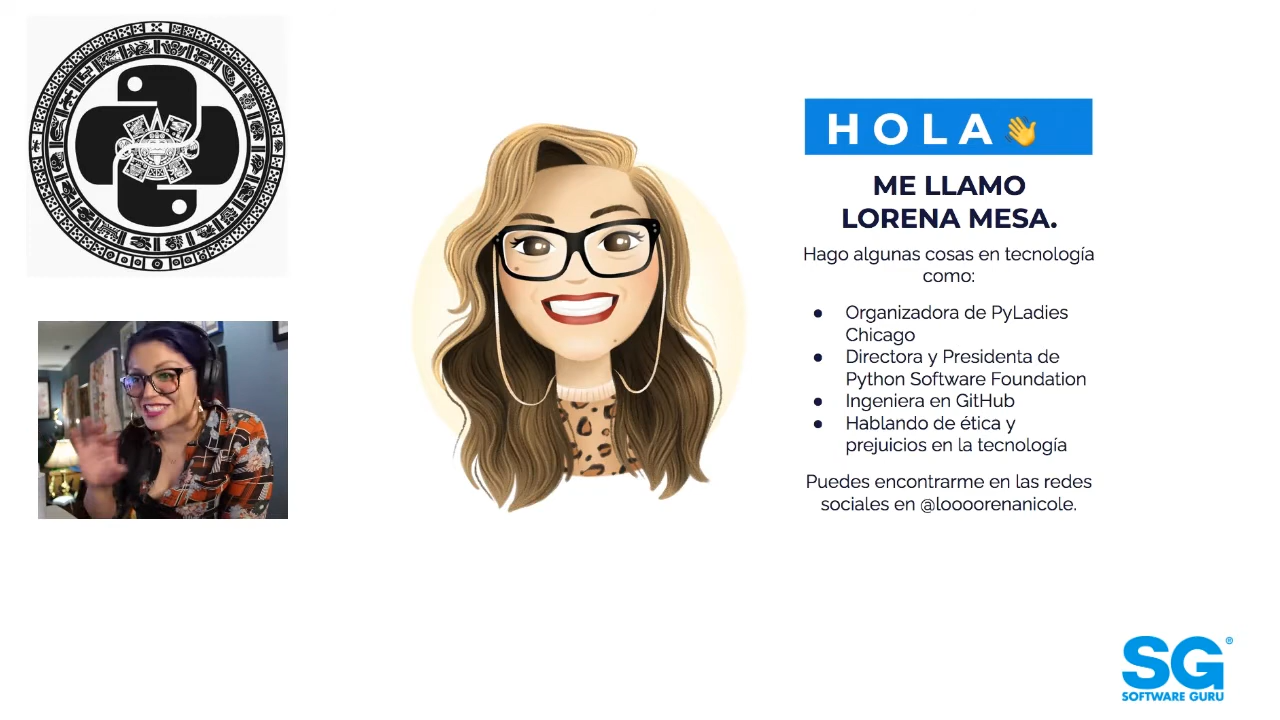 HOLA👋
ME LLAMO
LORENA MESA.
Hago algunas cosas en tecnología
como:
● Organizadora de PyLadies
Chicago
● Directora y Presidenta de
Python Software Foundation
● Ingeniera en GitHub
● Hablando de ética y
prejuicios en la tecnología
Puedes encontrarme en las redes
sociales en @loooorenanicole.
SG®
SOFTWARE GURU